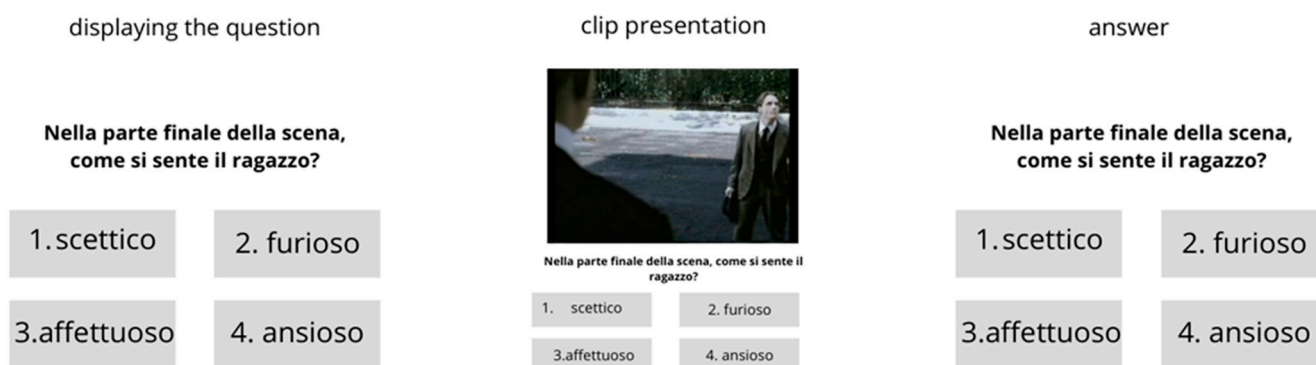 displaying the question
Nella parte finale della scena,
come si sente il ragazzo?
1. scettico
2. furioso
3.affettuoso
4. ansioso
clip presentation
Nella parte finale della scena, come si sente il
ragazzo?
1. scettico
2. furioso
3.affettuoso
4. ansioso
answer
Nella parte finale della scena,
come si sente il ragazzo?
1. scettico
2. furioso
3.affettuoso
4. ansioso